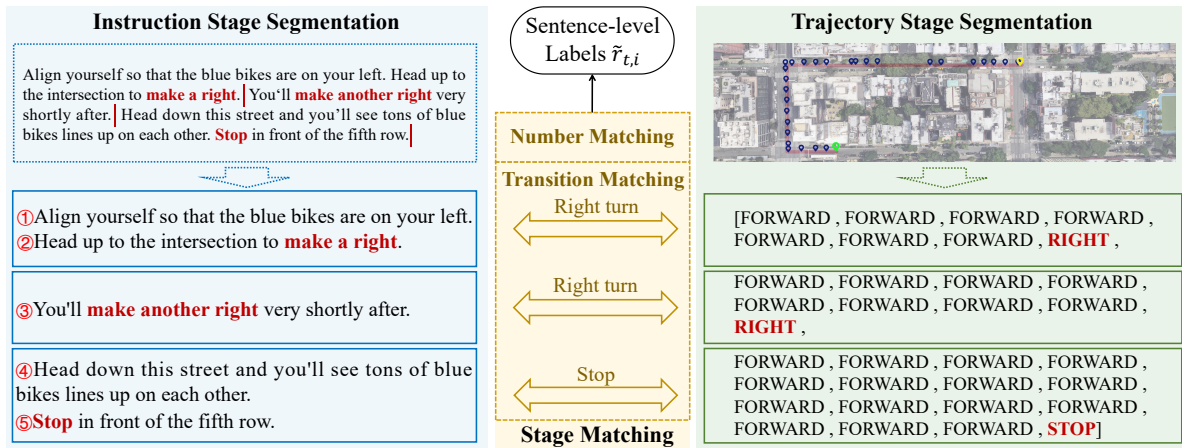 Instruction Stage Segmentation
Align yourself so that the blue bikes are on your left. Head up to
the intersection to make a right. You‘ll make another right very
shortly after. Head down this street and you’ll see tons of blue
bikes lines up on each other. Stop in front of the fifth row.
①Align yourself so that the blue bikes are on your left.
②Head up to the intersection to make a right.
③You'll make another right very shortly after.
④Head down this street and you'll see tons of blue
bikes lines up on each other.
⑤Stop in front of the fifth row.
Sentence-level
Labels r̃t,i
Number Matching
Transition Matching
Right turn
Right turn
Stop
Stage Matching
Trajectory Stage Segmentation
[FORWARD , FORWARD , FORWARD , FORWARD ,
FORWARD , FORWARD , FORWARD , RIGHT ,
FORWARD , FORWARD , FORWARD , FORWARD ,
FORWARD , FORWARD , FORWARD , FORWARD ,
RIGHT ,
FORWARD , FORWARD , FORWARD , FORWARD ,
FORWARD , FORWARD , FORWARD , FORWARD ,
FORWARD , FORWARD , FORWARD , FORWARD ,
FORWARD , FORWARD , FORWARD , STOP]